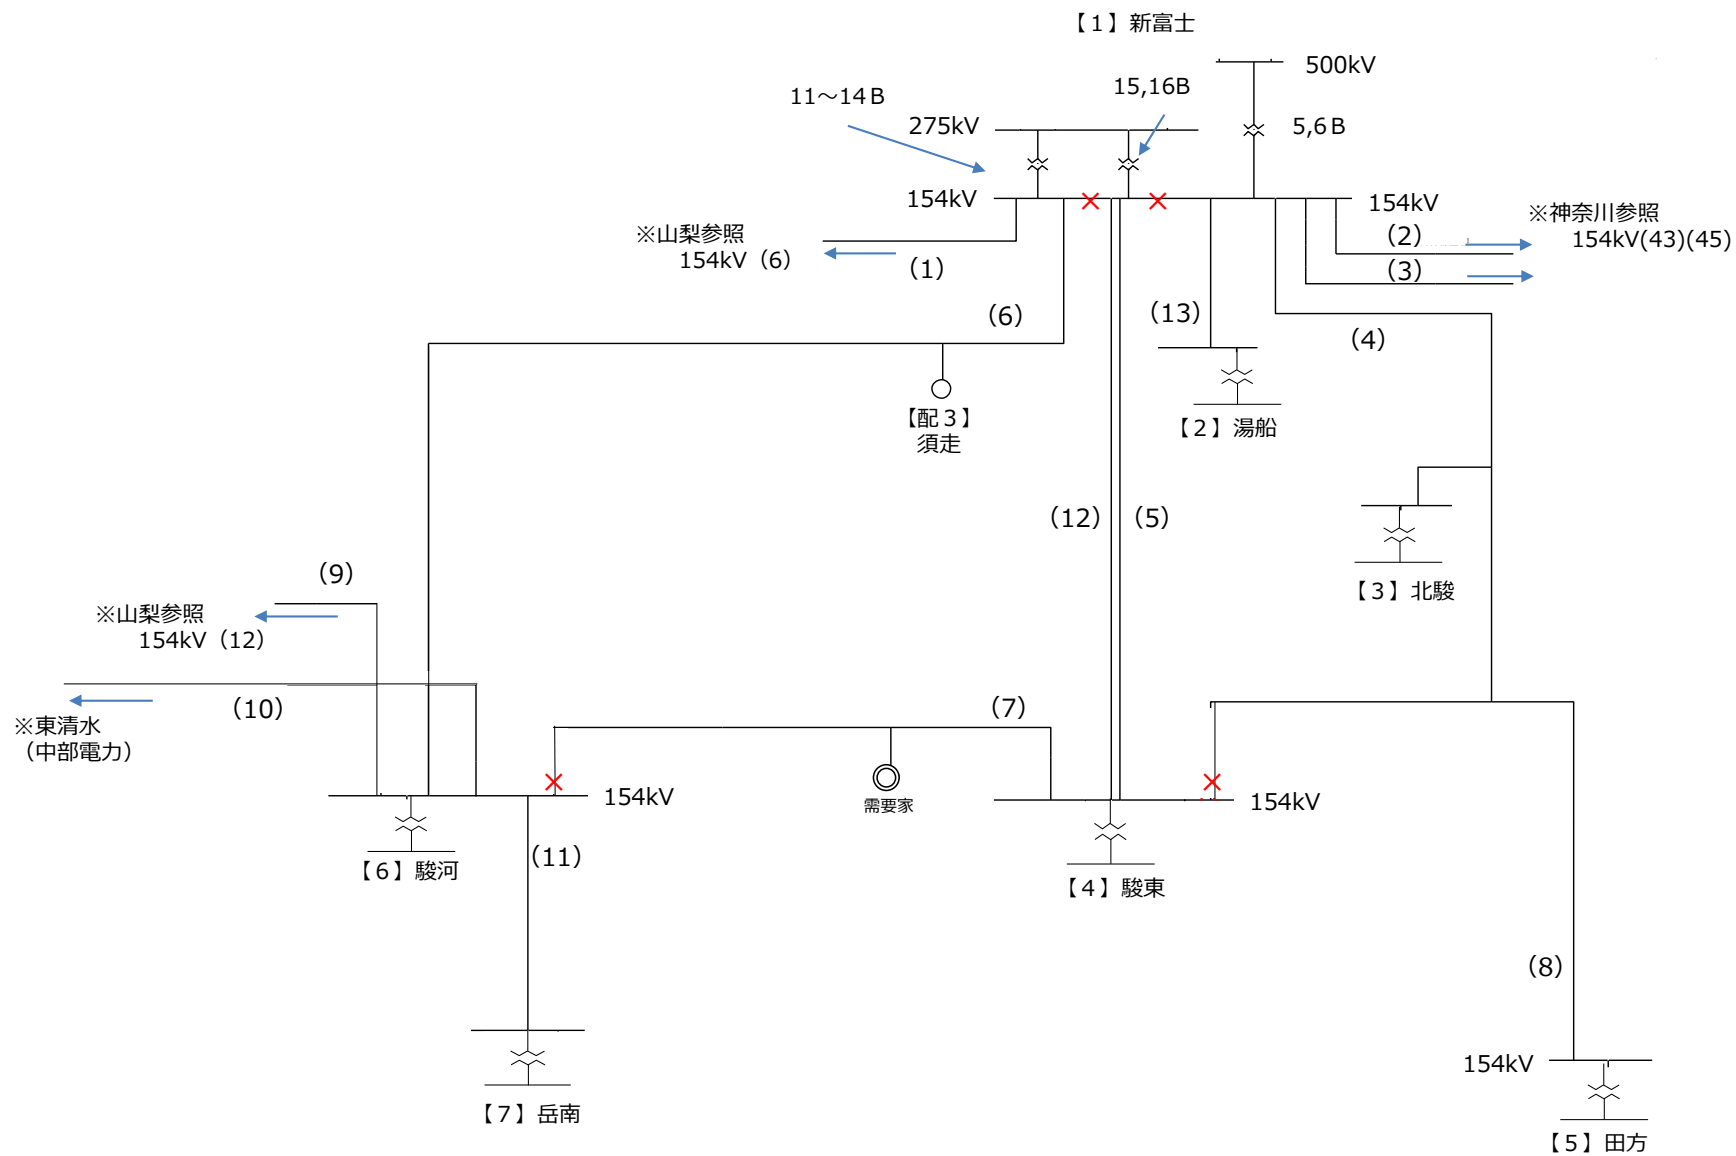 【１】新富士
500kV
11～14Ｂ
15,16B
275kV
5,6Ｂ
154kV
154kV
※神奈川参照
154kV(43)(45)
※山梨参照
154kV（6）
（1）
（2）
（3）
（6）
（13）
（4）
【配３】
須走
【２】湯船
（12）
（5）
（9）
【３】北駿
※山梨参照
154kV（12）
（10）
（7）
※東清水
（中部電力）
154kV
需要家
154kV
【６】駿河
（11）
【４】駿東
（8）
154kV
【７】岳南
【５】田方